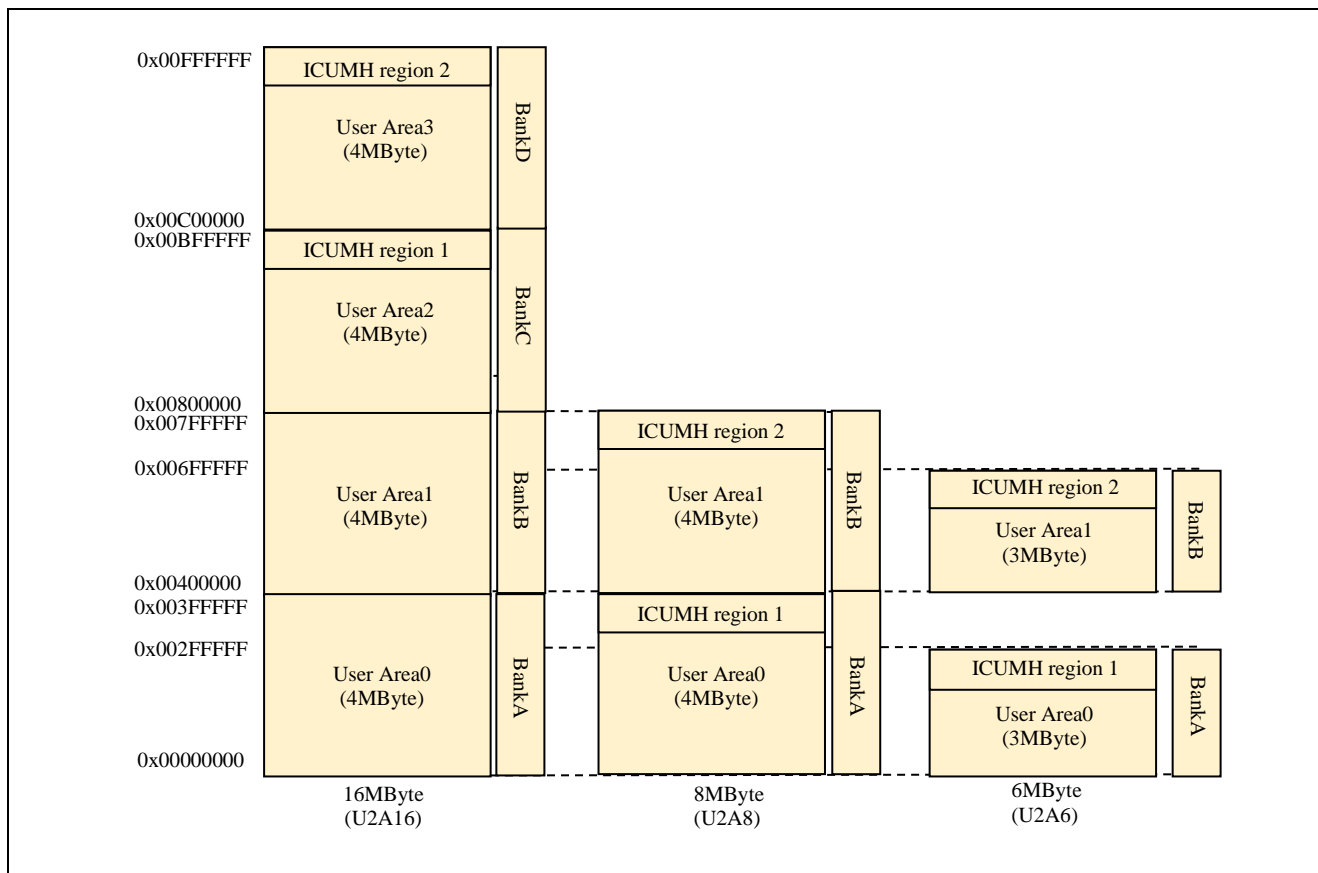 0x00FFFFFF
ICUMH region 2
User Area3
(4MByte)
BankD
0x00C00000
0x00BFFFFF
ICUMH region 1
User Area2
(4MByte)
BankC
0x00800000
0x007FFFFF
0x006FFFFF
User Area1
(4MByte)
BankB
ICUMH region 2
User Area1
(4MByte)
BankB
ICUMH region 2
User Area1
(3MByte)
BankB
0x00400000
0x003FFFFF
0x002FFFFF
User Area0
(4MByte)
BankA
ICUMH region 1
User Area0
(4MByte)
BankA
ICUMH region 1
User Area0
(3MByte)
BankA
0x00000000
16MByte
(U2A16)
8MByte
(U2A8)
6MByte
(U2A6)